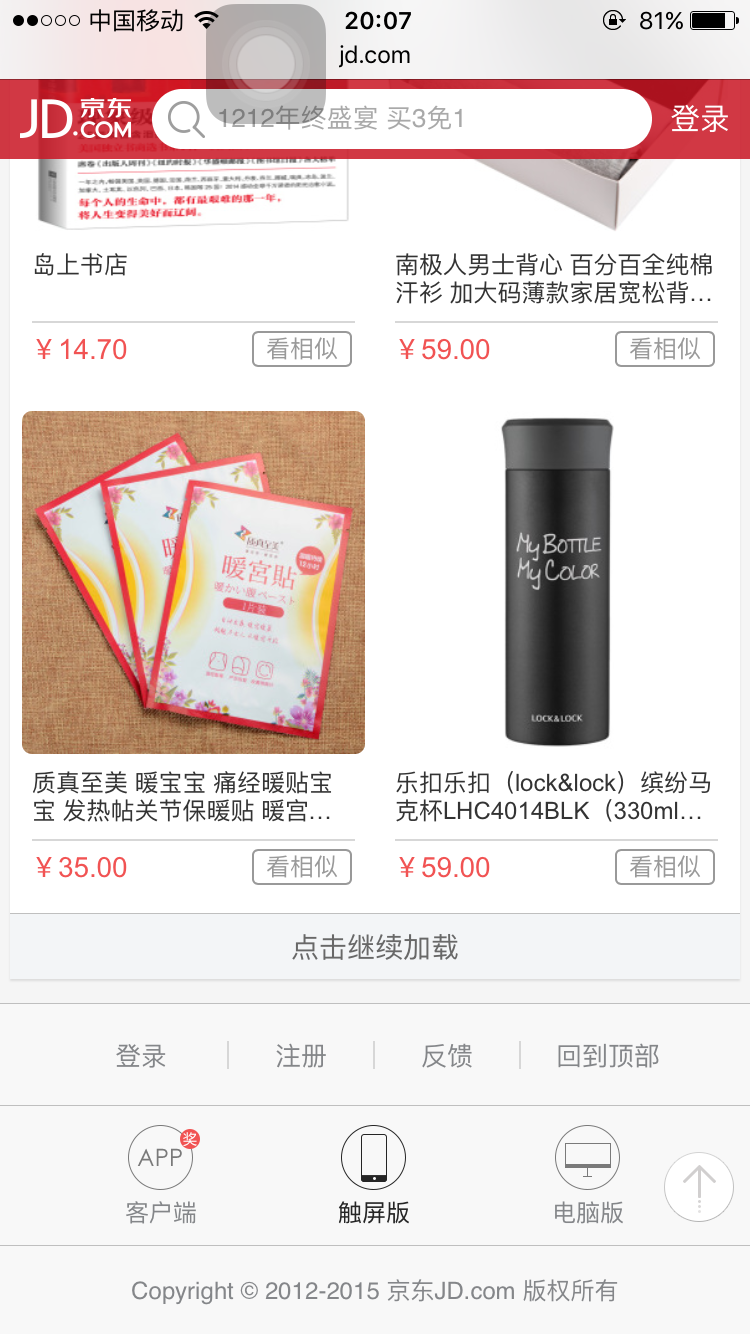 中国移动
20:07
81%
jd.com
JD.京东
.COM
1212年终盛宴 买3免1
登录
每个人的生命中，都有最艰难的那一年，
将人生变得美好而辽阔。
岛上书店
南极人男士背心 百分百全纯棉
汗衫 加大码薄款家居宽松背…
￥14.70
看相似
￥59.00
看相似
质真至美
暖宫貼
1片装
MY BOTTLE
MY COLOR
LOCK&LOCK
质真至美 暖宝宝 痛经暖贴宝
宝 发热帖关节保暖贴 暖宫…
乐扣乐扣（lock&lock）缤纷马
克杯LHC4014BLK（330ml…
￥35.00
看相似
￥59.00
看相似
点击继续加载
登录
注册
反馈
回到顶部
APP
奖
客户端
触屏版
电脑版
Copyright © 2012-2015 京东JD.com 版权所有